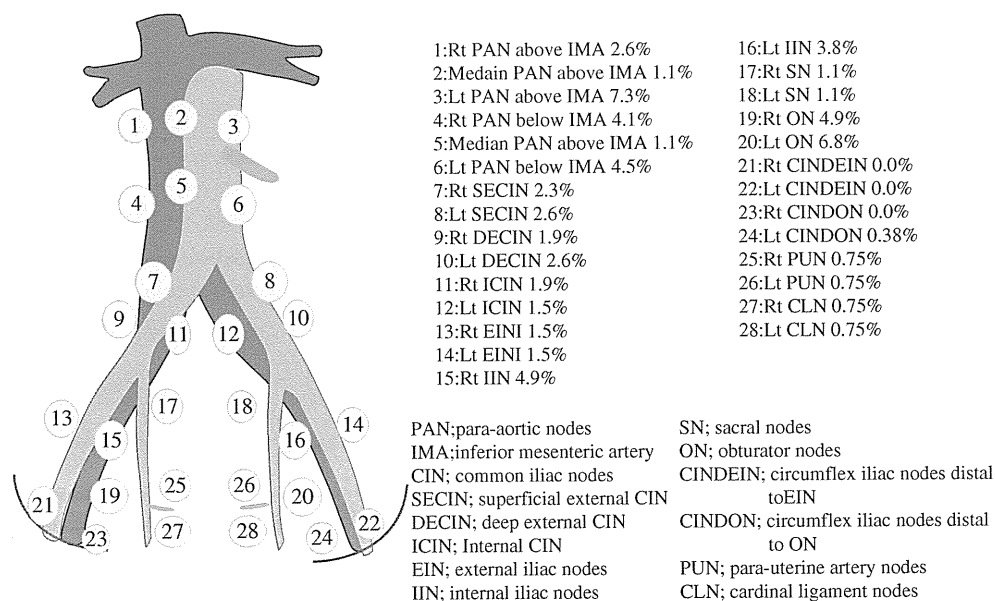 1:Rt PAN above IMA 2.6%
2:Medain PAN above IMA 1.1%
3:Lt PAN above IMA 7.3%
4:Rt PAN below IMA 4.1%
5:Median PAN above IMA 1.1%
6:Lt PAN below IMA 4.5%
7:Rt SECIN 2.3%
8:Lt SECIN 2.6%
9:Rt DECIN 1.9%
10:Lt DECIN 2.6%
11:Rt ICIN 1.9%
12:Lt ICIN 1.5%
13:Rt EINI 1.5%
14:Lt EINI 1.5%
15:Rt IIN 4.9%
16:Lt IIN 3.8%
17:Rt SN 1.1%
18:Lt SN 1.1%
19:Rt ON 4.9%
20:Lt ON 6.8%
21:Rt CINDEIN 0.0%
22:Lt CINDEIN 0.0%
23:Rt CINDON 0.0%
24:Lt CINDON 0.38%
25:Rt PUN 0.75%
26:Lt PUN 0.75%
27:Rt CLN 0.75%
28:Lt CLN 0.75%
1
2
3
4
5
6
7
8
9
10
11
12
13
14
15
16
17
18
19
20
21
22
23
24
25
26
27
28
PAN;para-aortic nodes
IMA;inferior mesenteric artery
CIN; common iliac nodes
SECIN; superficial external CIN
DECIN; deep external CIN
ICIN; Internal CIN
EIN; external iliac nodes
IIN; internal iliac nodes
SN; sacral nodes
ON; obturator nodes
CINDEIN; circumflex iliac nodes distal
toEIN
CINDON; circumflex iliac nodes distal
to ON
PUN; para-uterine artery nodes
CLN; cardinal ligament nodes